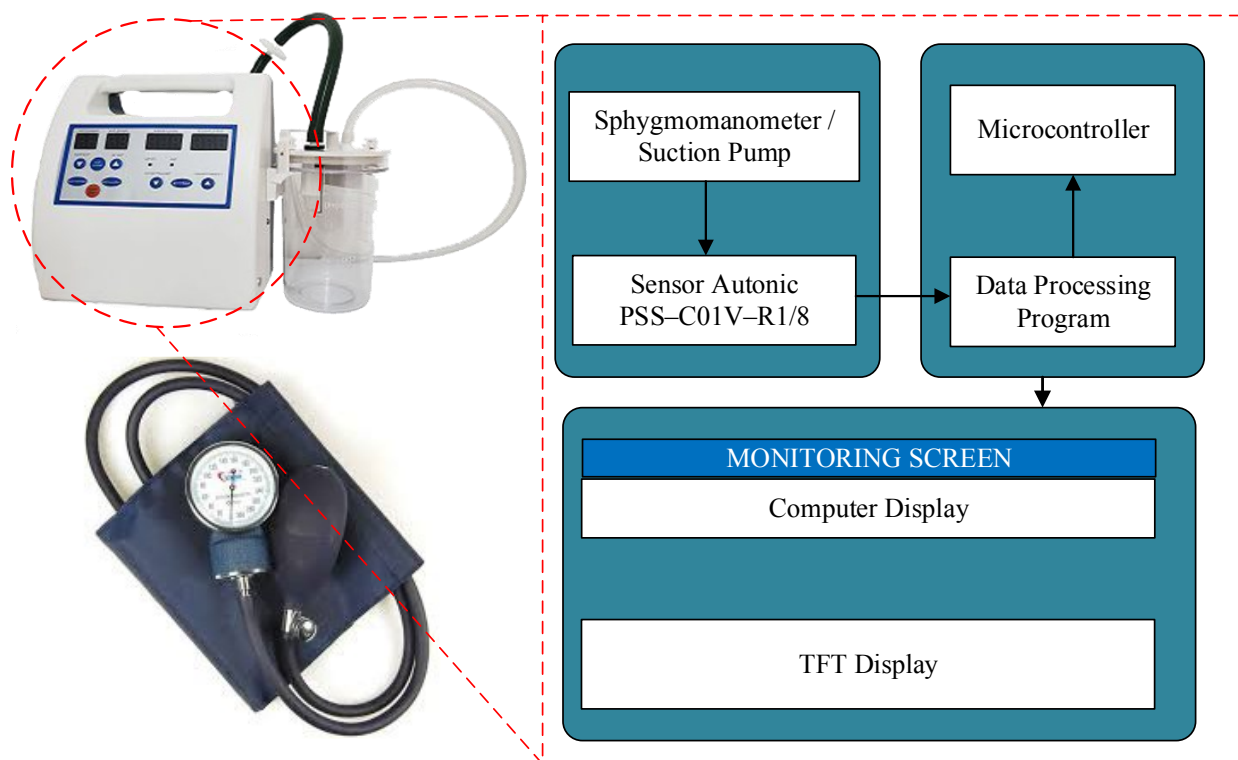 Sphygmomanometer /
Suction Pump
Sensor Autonic
PSS–C01V–R1/8
Microcontroller
Data Processing
Program
MONITORING SCREEN
Computer Display
TFT Display